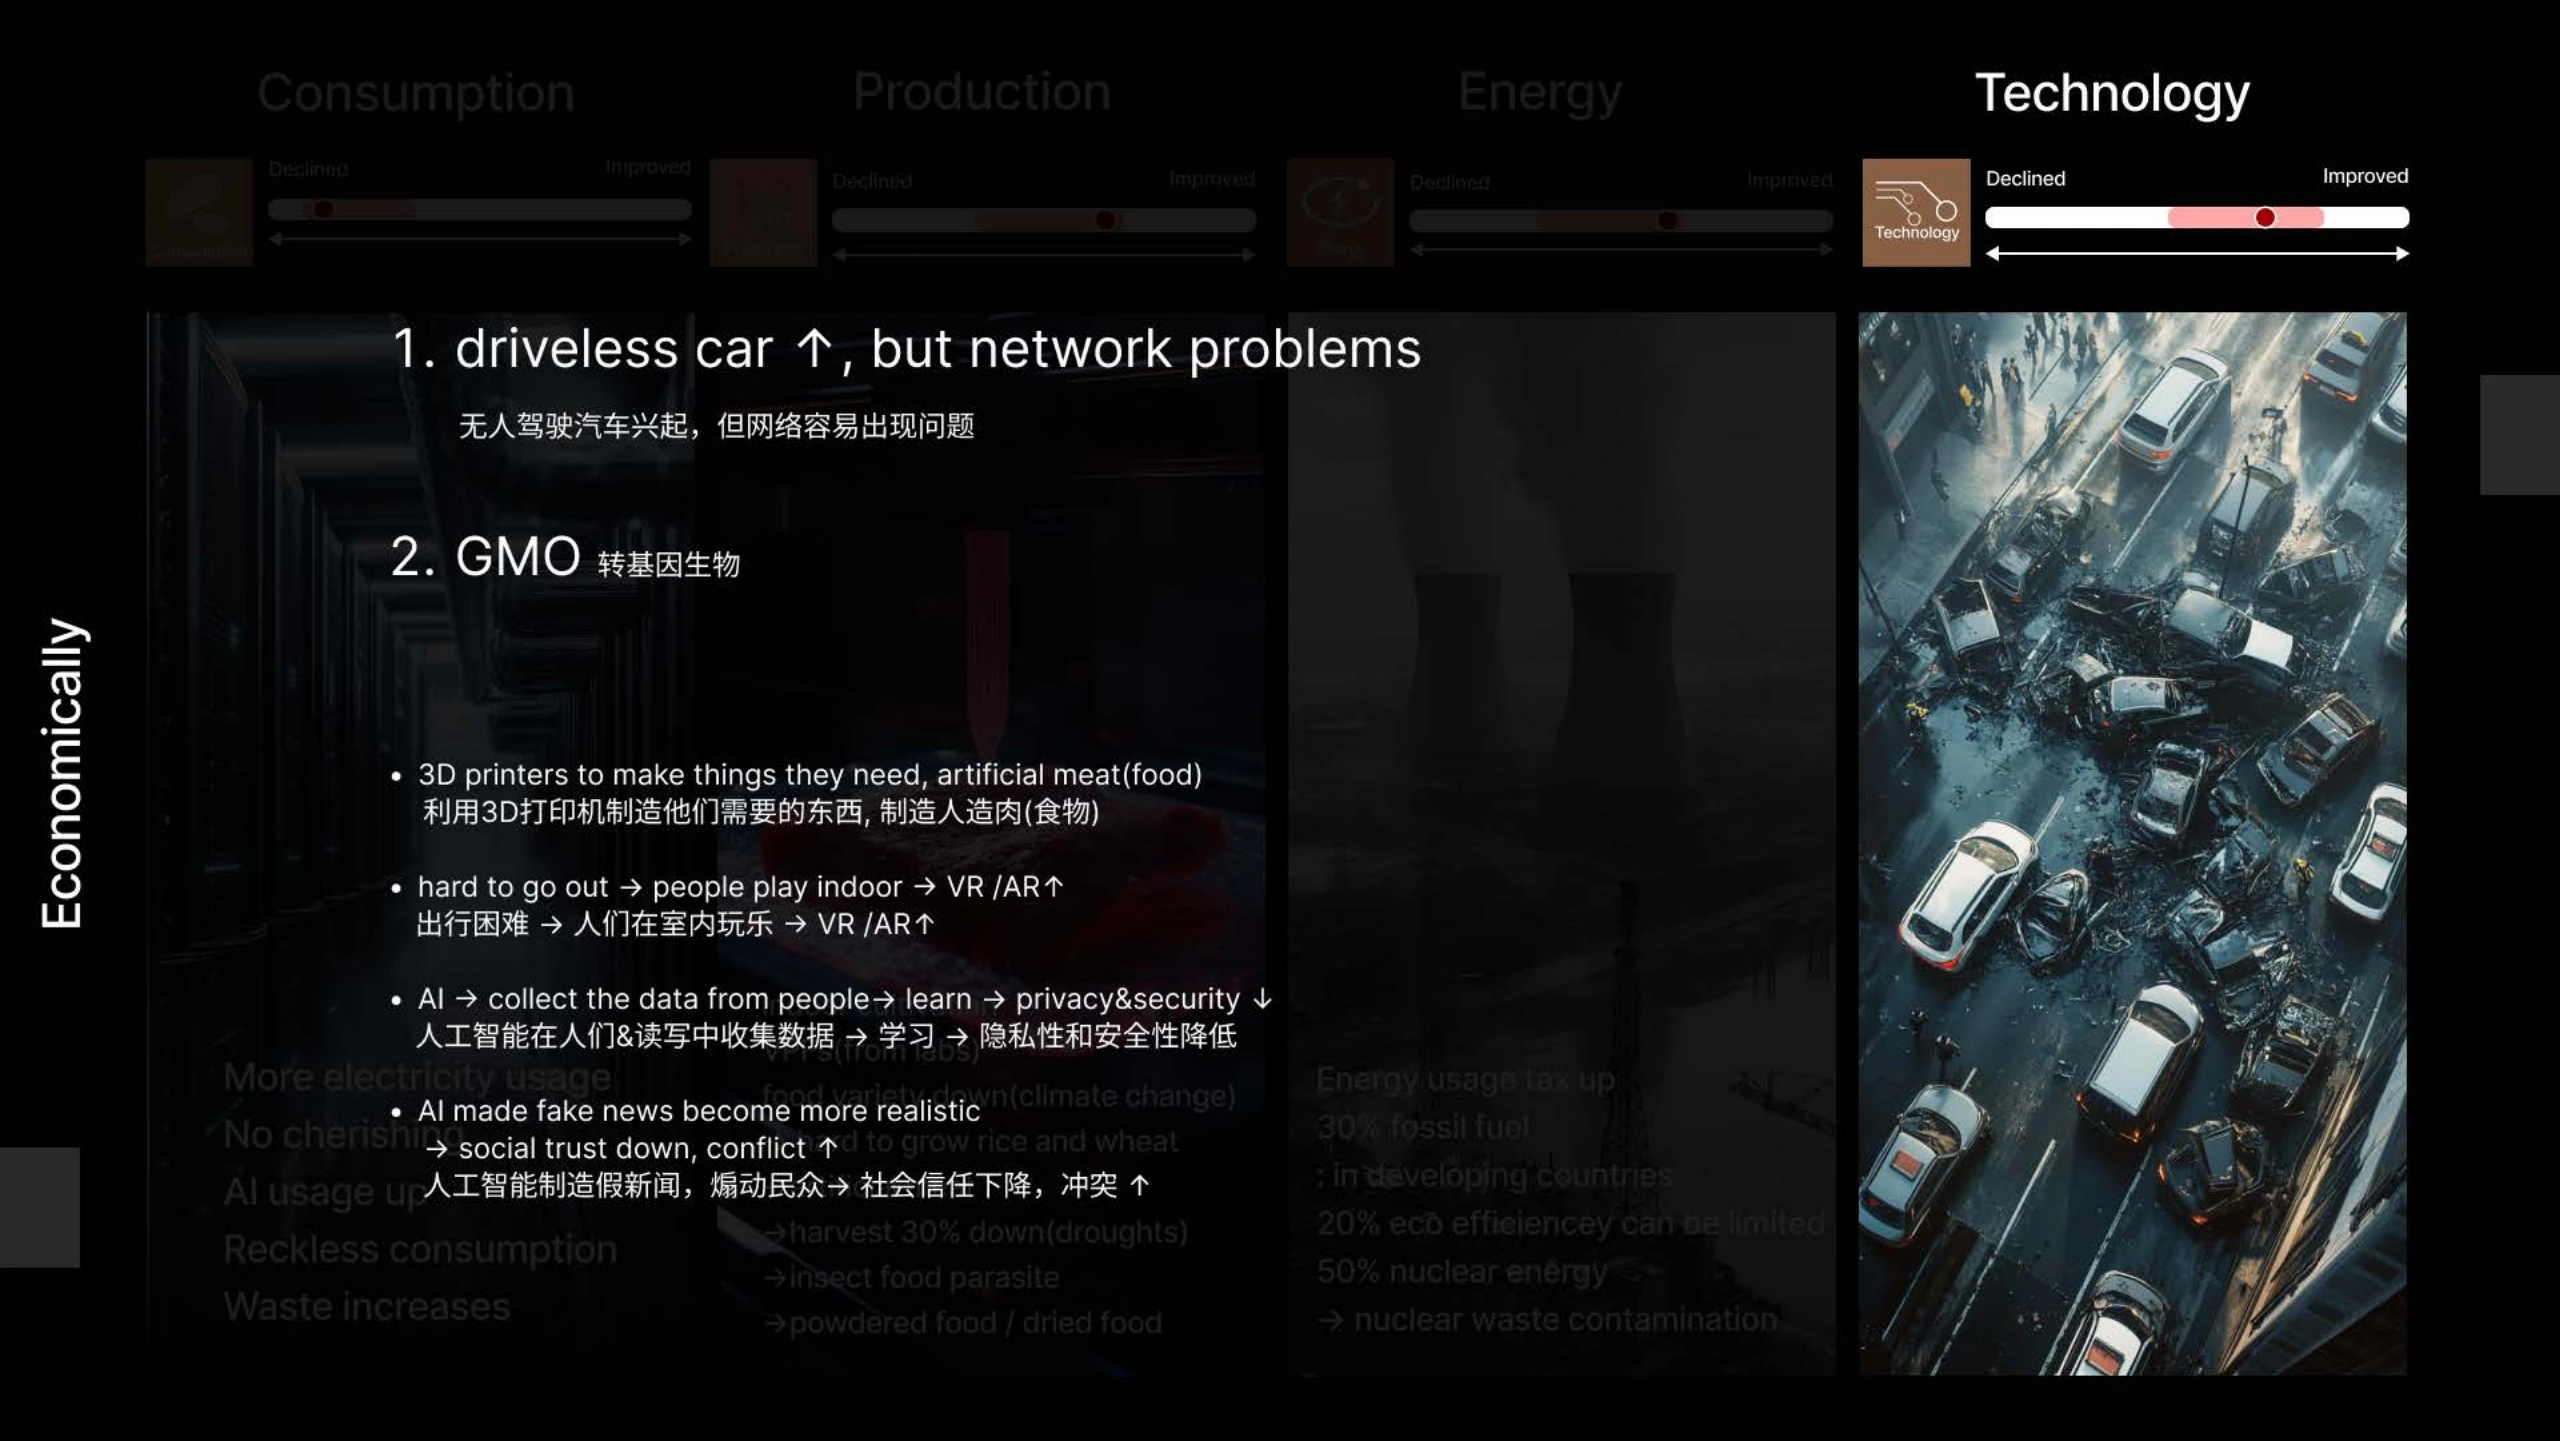 Consumption
Production
Energy
Technology
Declined
Improved
Declined
Improved
Declined
Improved
Technology
Declined
Improved
Economically
1. driveless car ↑, but network problems
无人驾驶汽车兴起，但网络容易出现问题
2. GMO 转基因生物
• 3D printers to make things they need, artificial meat(food)
利用3D打印机制造他们需要的东西, 制造人造肉(食物)
• hard to go out → people play indoor → VR /AR↑
出行困难 → 人们在室内玩乐 → VR /AR↑
• AI → collect the data from people→ learn → privacy&security ↓
人工智能在人们&读写中收集数据 → 学习 → 隐私性和安全性降低
• AI made fake news become more realistic
→ social trust down, conflict ↑
人工智能制造假新闻，煽动民众→ 社会信任下降，冲突 ↑
More electricity usage
No cherishing
AI usage up
Reckless consumption
Waste increases
(from labs)
food variety down(climate change)
hard to grow rice and wheat
→harvest 30% down(droughts)
→insect food parasite
→powdered food / dried food
Energy usage tax up
30% fossil fuel
: in developing countries
20% eco efficiencey can be limited
50% nuclear energy
→ nuclear waste contamination